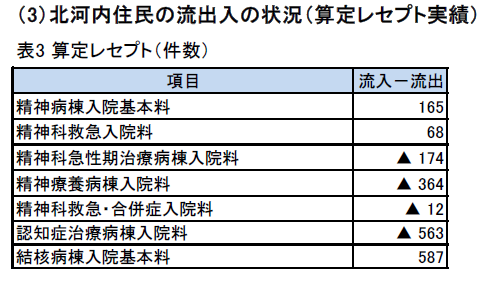 （3）北河内住民の流出入の状況（算定レセプト実績）
表3 算定レセプト（件数）
項目 流入－流出
精神病棟入院基本料 165
精神科救急入院料 68
精神科急性期治療病棟入院料 ▲ 174
精神療養病棟入院料 ▲ 364
精神科救急・合併症入院料 ▲ 12
認知症治療病棟入院料 ▲ 563
結核病棟入院基本料 587